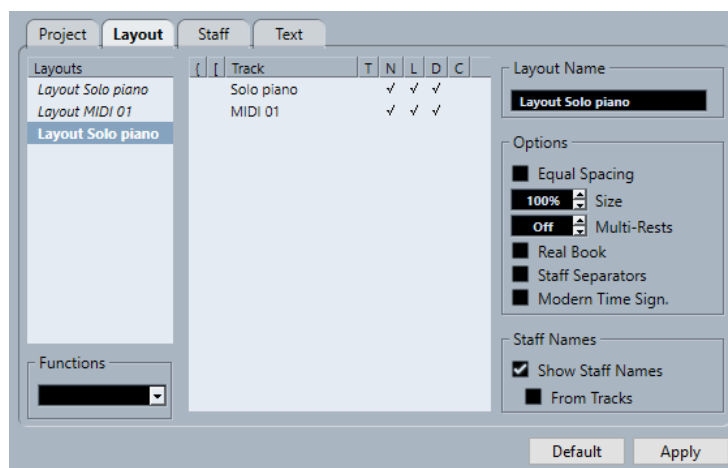 Project Layout Staff Text
Layouts
Layout Solo piano
Layout MIDI 01
Layout Solo piano
Functions
{ [ Track T N L D C
Solo piano √ √ √
MIDI 01 √ √ √
Layout Name
Layout Solo piano
Options
Equal Spacing
100% Size
Off Multi-Rests
Real Book
Staff Separators
Modern Time Sign.
Staff Names
Show Staff Names
From Tracks
Default Apply